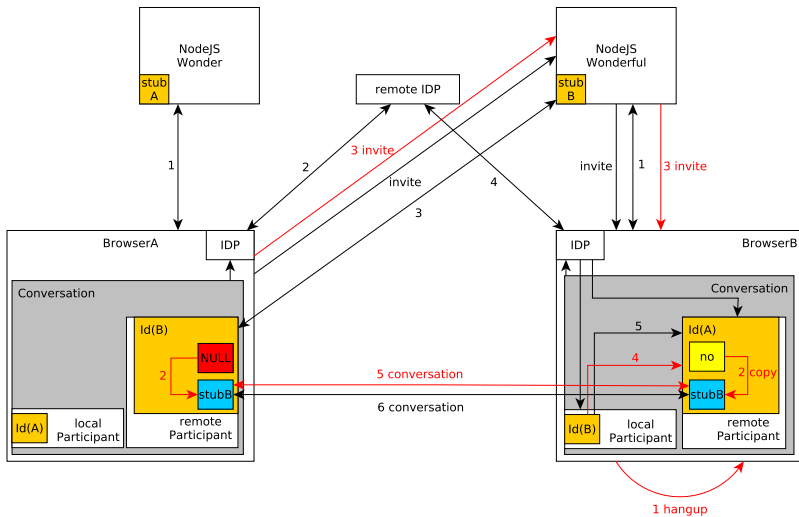 NodeJS
Wonder
stub
A
remote IDP
NodeJS
Wonderful
stub
B
3 invite
1
2
invite
4
3
invite
1
3 invite
BrowserA
IDP
IDP
BrowserB
Conversation
Conversation
Id(B)
NULL
2
stubB
Id(A)
local
Participant
remote
Participant
5 conversation
6 conversation
5
4
Id(A)
no
2 copy
stubB
Id(B)
local
Participant
remote
Participant
1 hangup